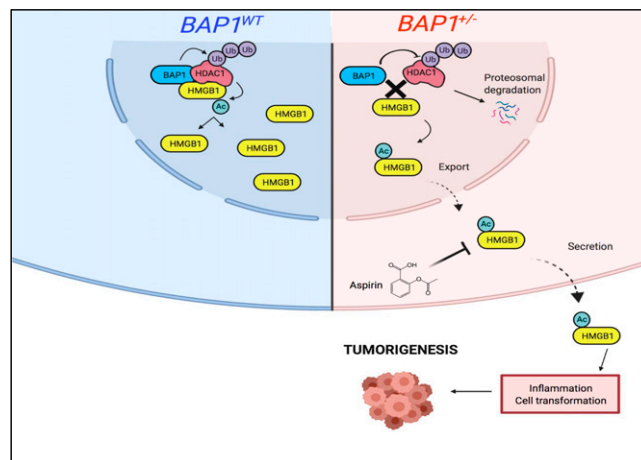 BAP1WT
BAP1+/-
Ub
Ub
Ub
BAP1
HDAC1
HMGB1
Ac
HMGB1
HMGB1
HMGB1
HMGB1
Ub
Ub
Ub
BAP1
HDAC1
HMGB1
Proteosomal
degradation
Ac
HMGB1
Export
Ac
HMGB1
Secretion
Aspirin
OH
O
O
O
Ac
HMGB1
TUMORIGENESIS
Inflammation
Cell transformation